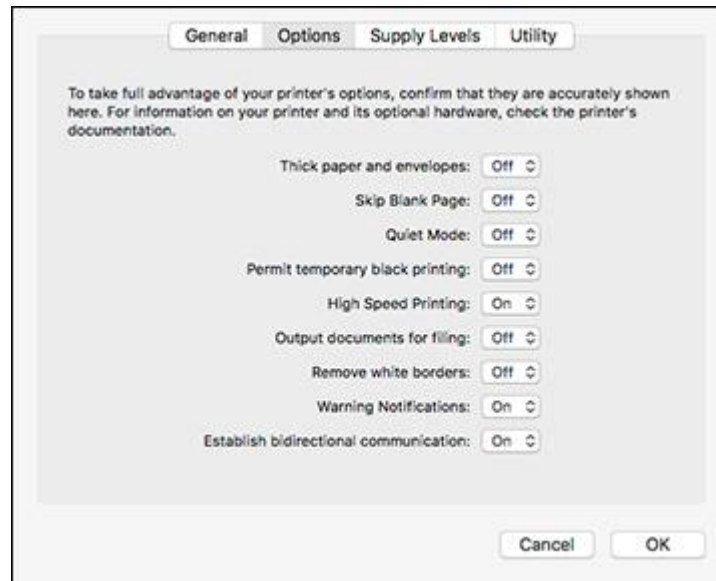 General Options Supply Levels Utility
To take full advantage of your printer's options, confirm that they are accurately shown
here. For information on your printer and its optional hardware, check the printer's
documentation.
Thick paper and envelopes: Off
Skip Blank Page: Off
Quiet Mode: Off
Permit temporary black printing: Off
High Speed Printing: On
Output documents for filing: Off
Remove white borders: Off
Warning Notifications: On
Establish bidirectional communication: On
Cancel OK